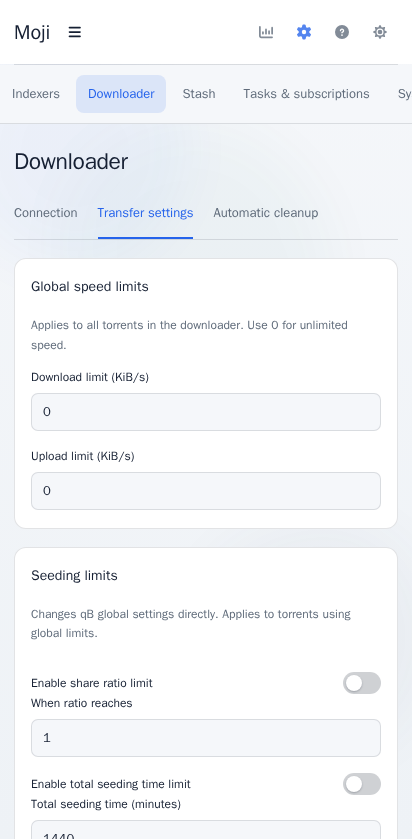 Moji
Indexers
Downloader
Stash
Tasks & subscriptions
Sy
Downloader
Connection
Transfer settings
Automatic cleanup
Global speed limits
Applies to all torrents in the downloader. Use 0 for unlimited
speed.
Download limit (KiB/s)
0
Upload limit (KiB/s)
0
Seeding limits
Changes qB global settings directly. Applies to torrents using
global limits.
Enable share ratio limit
When ratio reaches
1
Enable total seeding time limit
Total seeding time (minutes)
1440